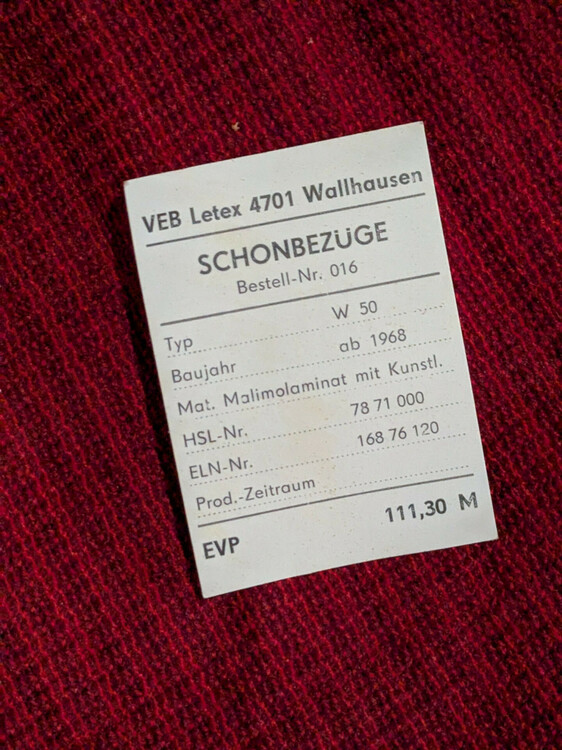 VEB Letex 4701 Wallhausen
SCHONBEZÜGE
Bestell-Nr. 016
Typ W 50
Baujahr ab 1968
Mat. Malimolaminat mit Kunstl.
HSL-Nr. 78 71 000
ELN-Nr. 168 76 120
Prod.-Zeitraum
EVP 111,30 M